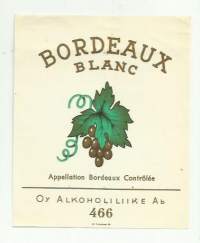 BORDEAUX
BLANC
Appellation Bordeaux Contrôlée
OY ALKOHOLILIIKE AB
466